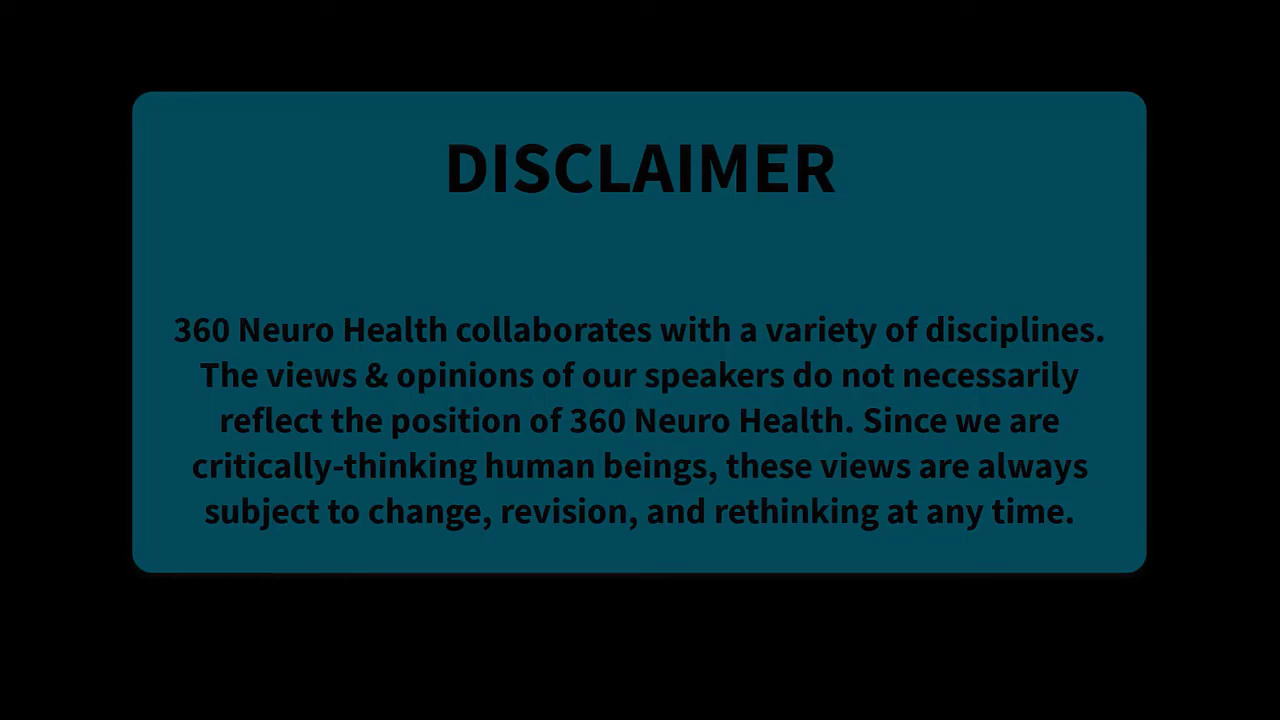 DISCLAIMER
360 Neuro Health collaborates with a variety of disciplines.
The views & opinions of our speakers do not necessarily
reflect the position of 360 Neuro Health. Since we are
critically-thinking human beings, these views are always
subject to change, revision, and rethinking at any time.